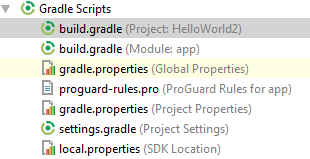 Gradle Scripts
build.gradle (Project: HelloWorld2)
build.gradle (Module: app)
gradle.properties (Global Properties)
proguard-rules.pro (ProGuard Rules for app)
gradle.properties (Project Properties)
settings.gradle (Project Settings)
local.properties (SDK Location)